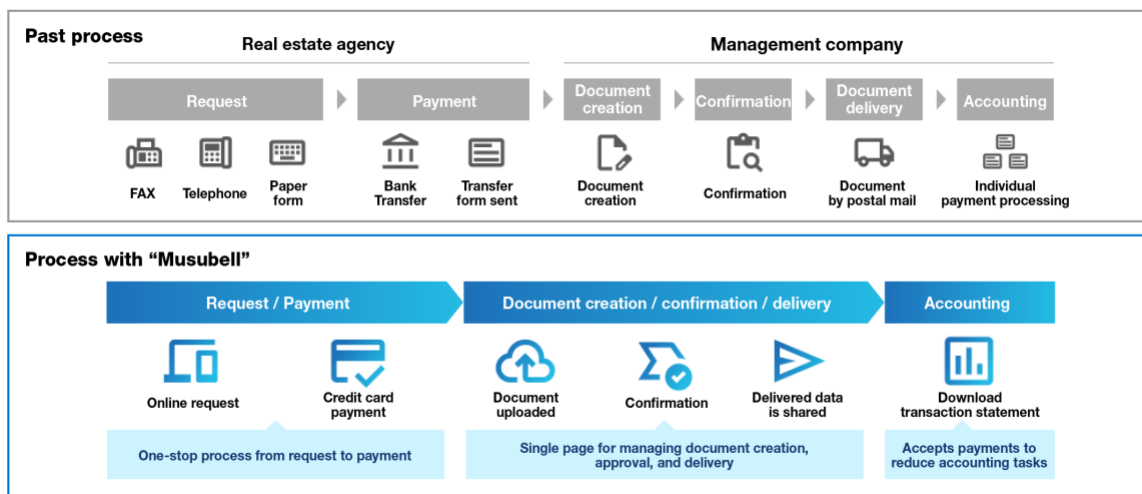 Past process
Real estate agency
Management company
Request
Payment
Document
creation
Confirmation
Document
delivery
Accounting
FAX
Telephone
Paper
form
Bank
Transfer
Transfer
form sent
Document
creation
Confirmation
Document
by postal mail
Individual
payment processing
Process with “Musubell”
Request / Payment
Document creation / confirmation / delivery
Accounting
Online request
Credit card
payment
Document
uploaded
Confirmation
Delivered data
is shared
Download
transaction statement
One-stop process from request to payment
Single page for managing document creation,
approval, and delivery
Accepts payments to
reduce accounting tasks